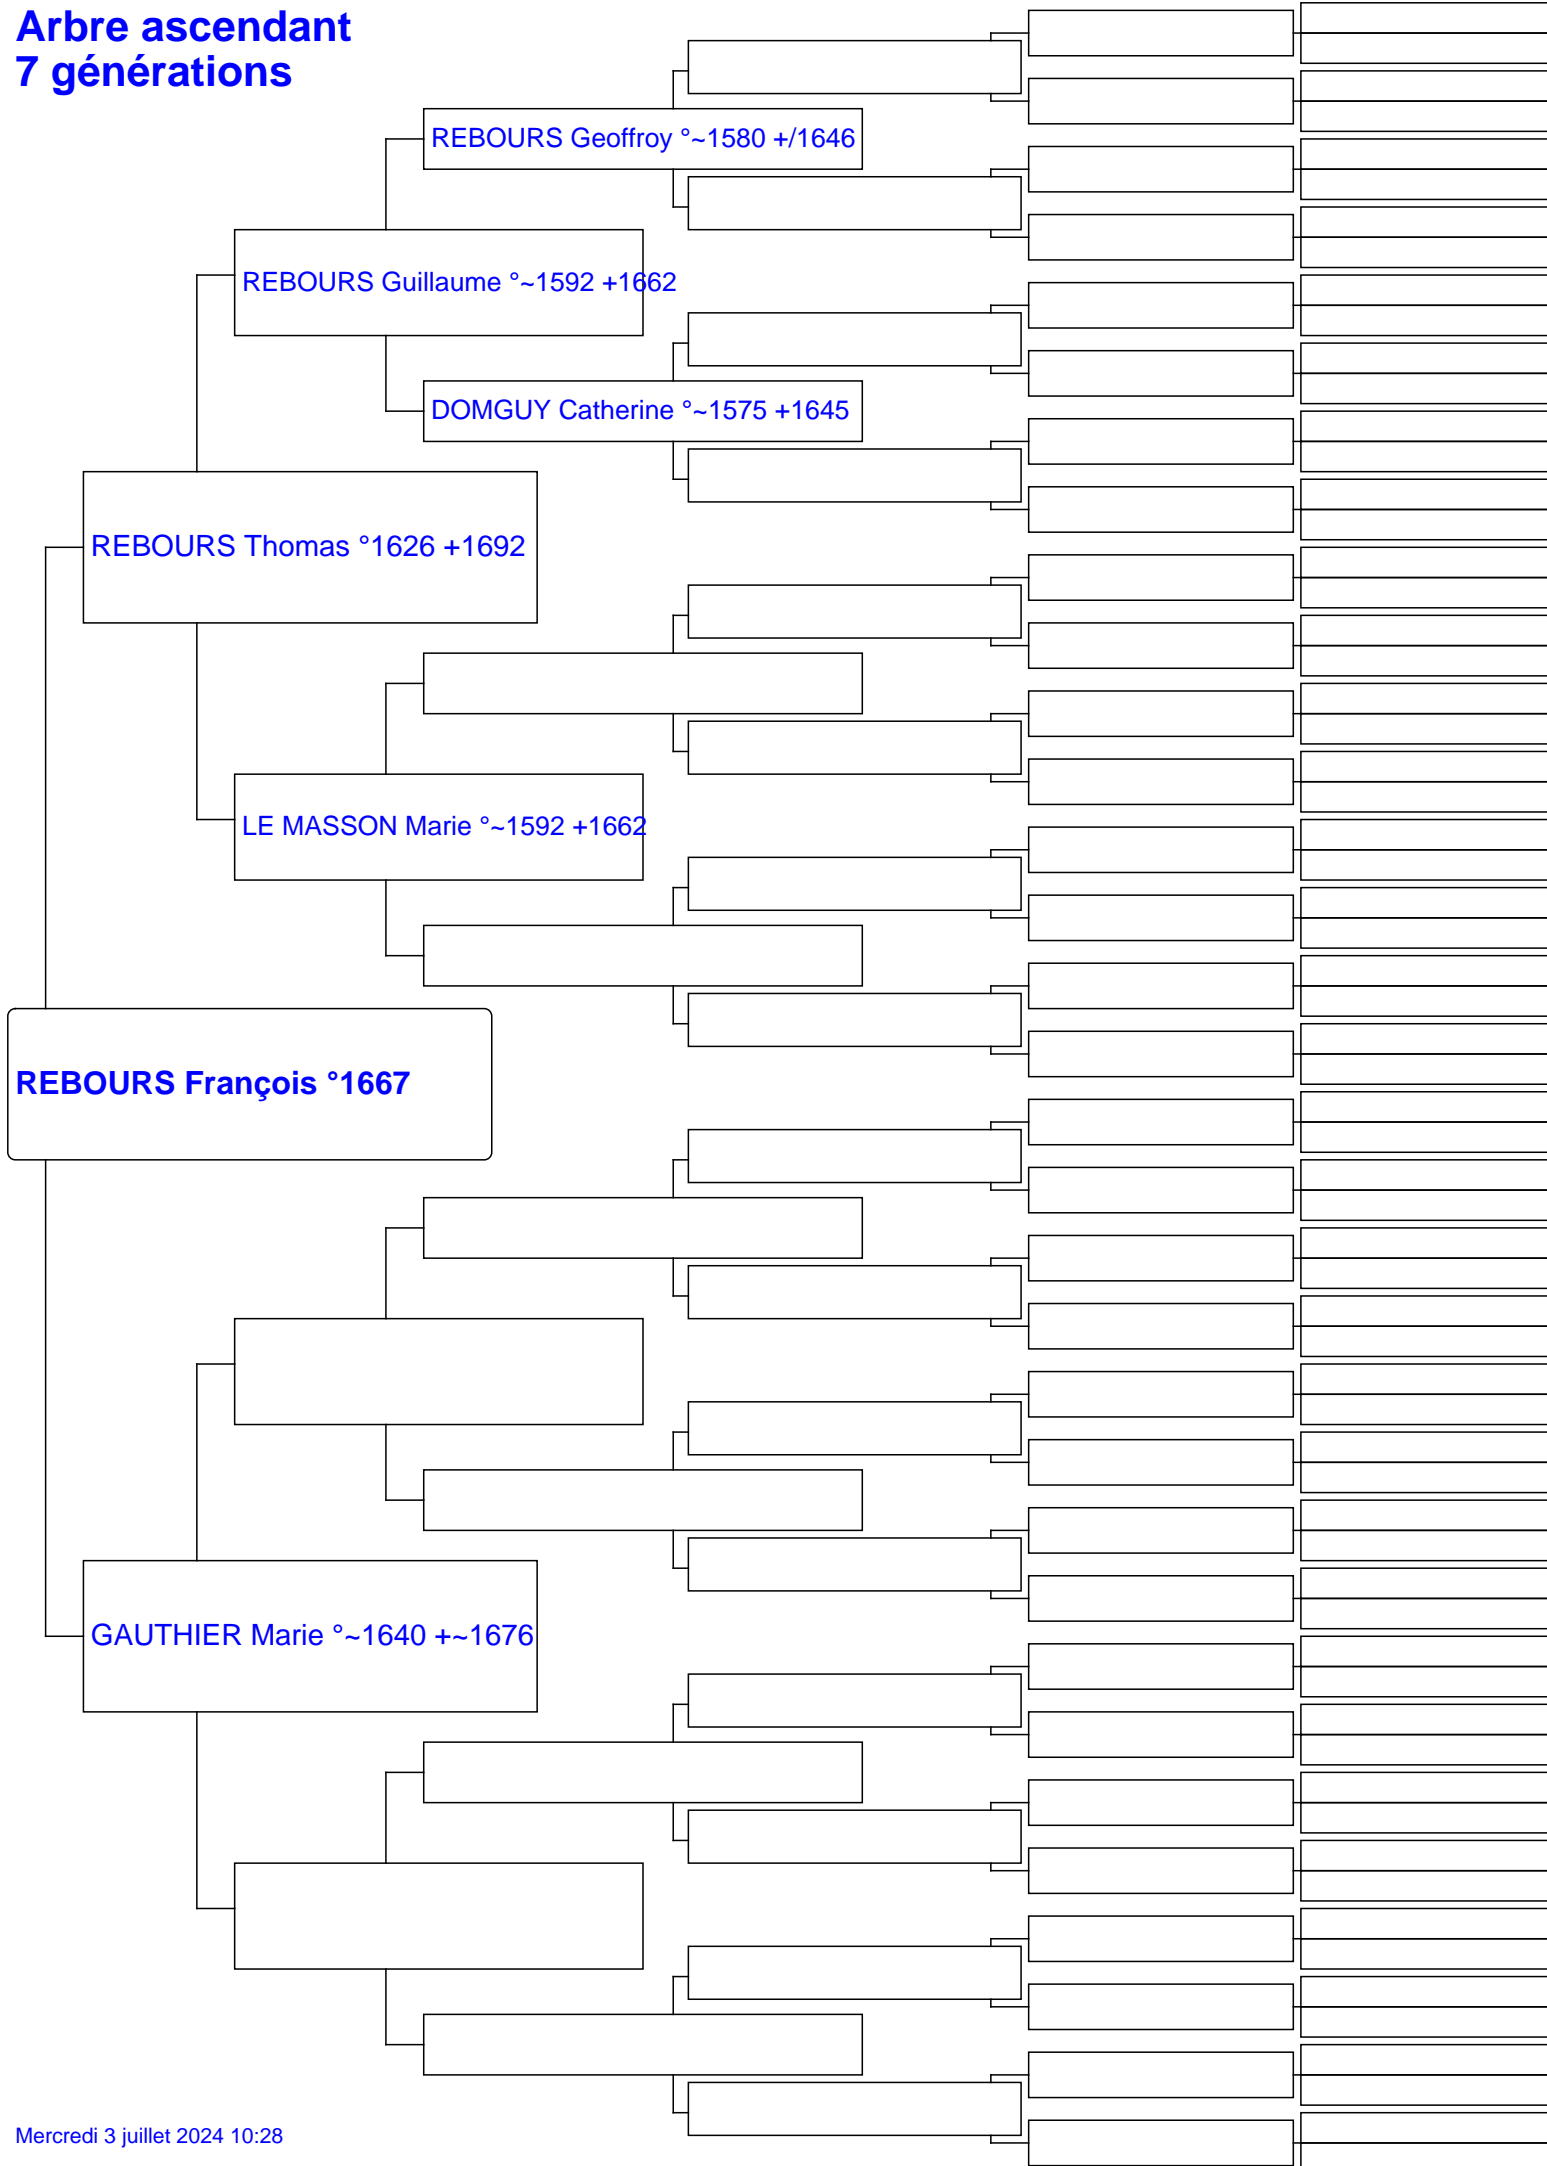 Arbre ascendant
7 générations
REBOURS Geoffroy °~1580 +/1646
REBOURS Guillaume °~1592 +1662
DOMGUY Catherine °~1575 +1645
REBOURS Thomas °1626 +1692
LE MASSON Marie °~1592 +1662
REBOURS François °1667
GAUTHIER Marie °~1640 +~1676
Mercredi 3 juillet 2024 10:28